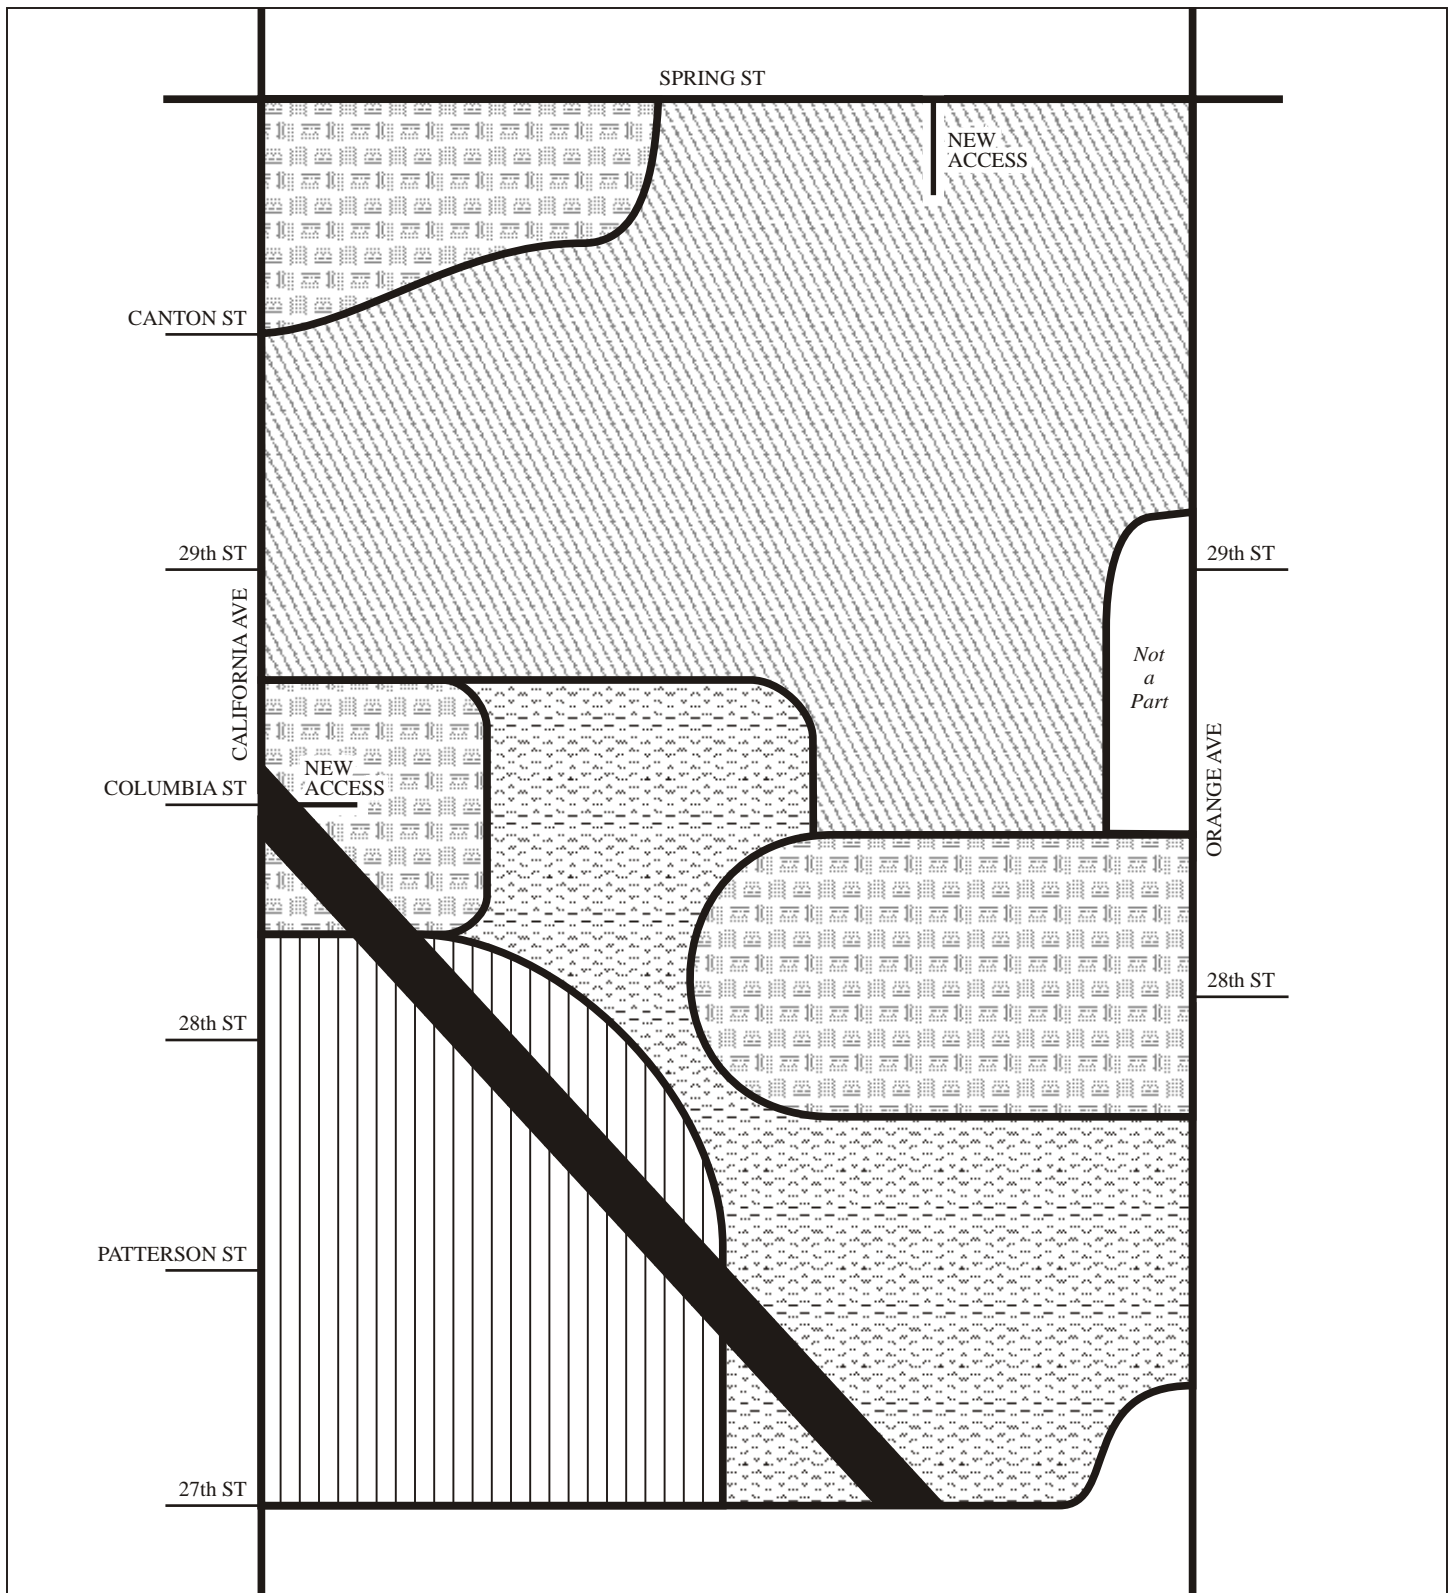 SPRING ST
NEW
ACCESS
CANTON ST
29th ST
29th ST
CALIFORNIA AVE
Not
a
Part
ORANGE AVE
NEW
ACCESS
COLUMBIA ST
28th ST
28th ST
PATTERSON ST
27th ST